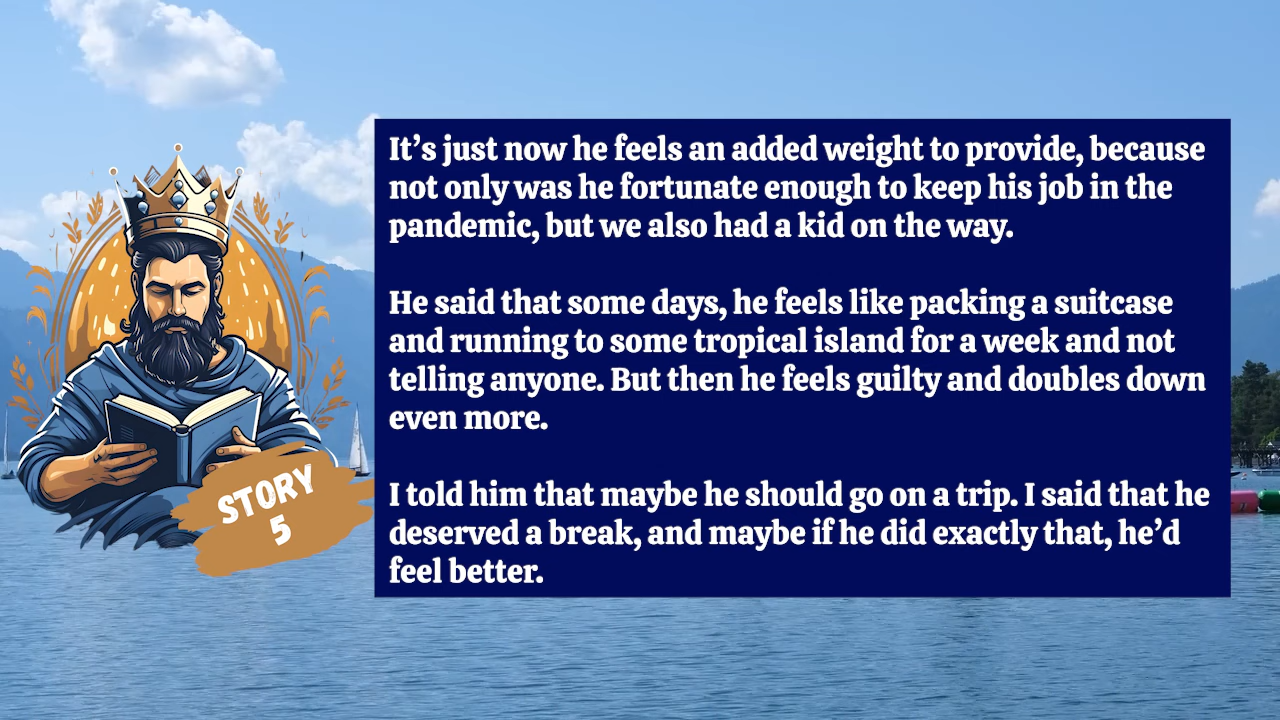 It’s just now he feels an added weight to provide, because
not only was he fortunate enough to keep his job in the
pandemic, but we also had a kid on the way.
He said that some days, he feels like packing a suitcase
and running to some tropical island for a week and not
telling anyone. But then he feels guilty and doubles down
even more.
I told him that maybe he should go on a trip. I said that he
deserved a break, and maybe if he did exactly that, he’d
feel better.
STORY
5